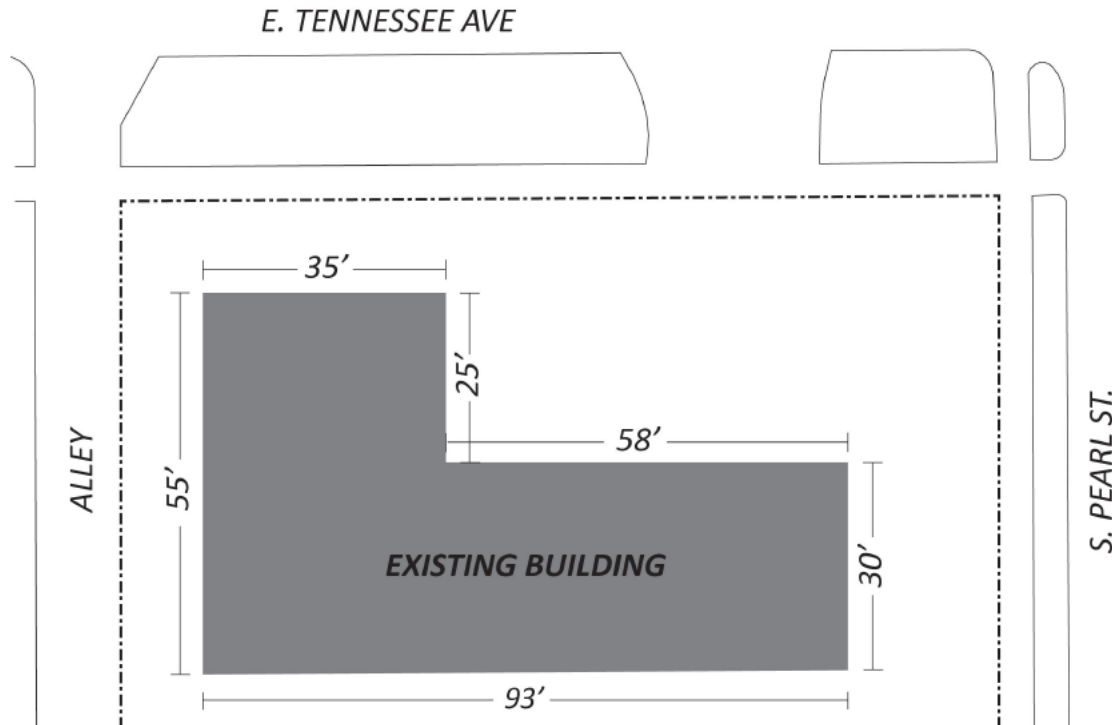 E. TENNESSEE AVE
35’
25’
58’
55’
ALLEY
S. PEARL ST.
EXISTING BUILDING
30’
93’